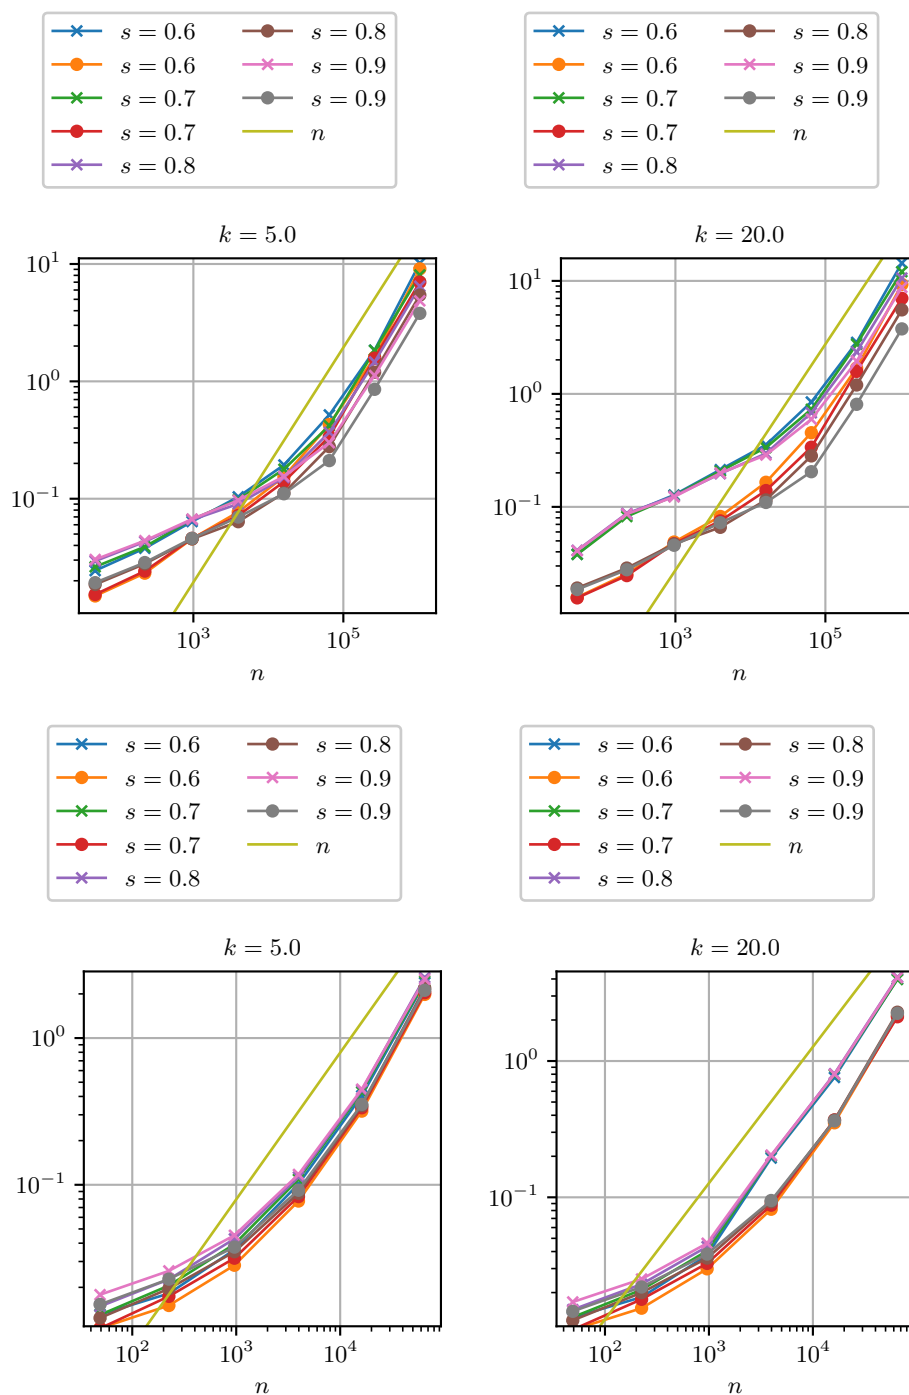 s = 0.6 s = 0.8
s = 0.6 s = 0.9
s = 0.7 s = 0.9
s = 0.7 n
s = 0.8
s = 0.6 s = 0.8
s = 0.6 s = 0.9
s = 0.7 s = 0.9
s = 0.7 n
s = 0.8
k = 5.0
10^1
10^0
10^{-1}
10^3 10^5
n
k = 20.0
10^1
10^0
10^{-1}
10^3 10^5
n
s = 0.6 s = 0.8
s = 0.6 s = 0.9
s = 0.7 s = 0.9
s = 0.7 n
s = 0.8
s = 0.6 s = 0.8
s = 0.6 s = 0.9
s = 0.7 s = 0.9
s = 0.7 n
s = 0.8
k = 5.0
10^0
10^{-1}
10^2 10^3 10^4
n
k = 20.0
10^0
10^{-1}
10^2 10^3 10^4
n